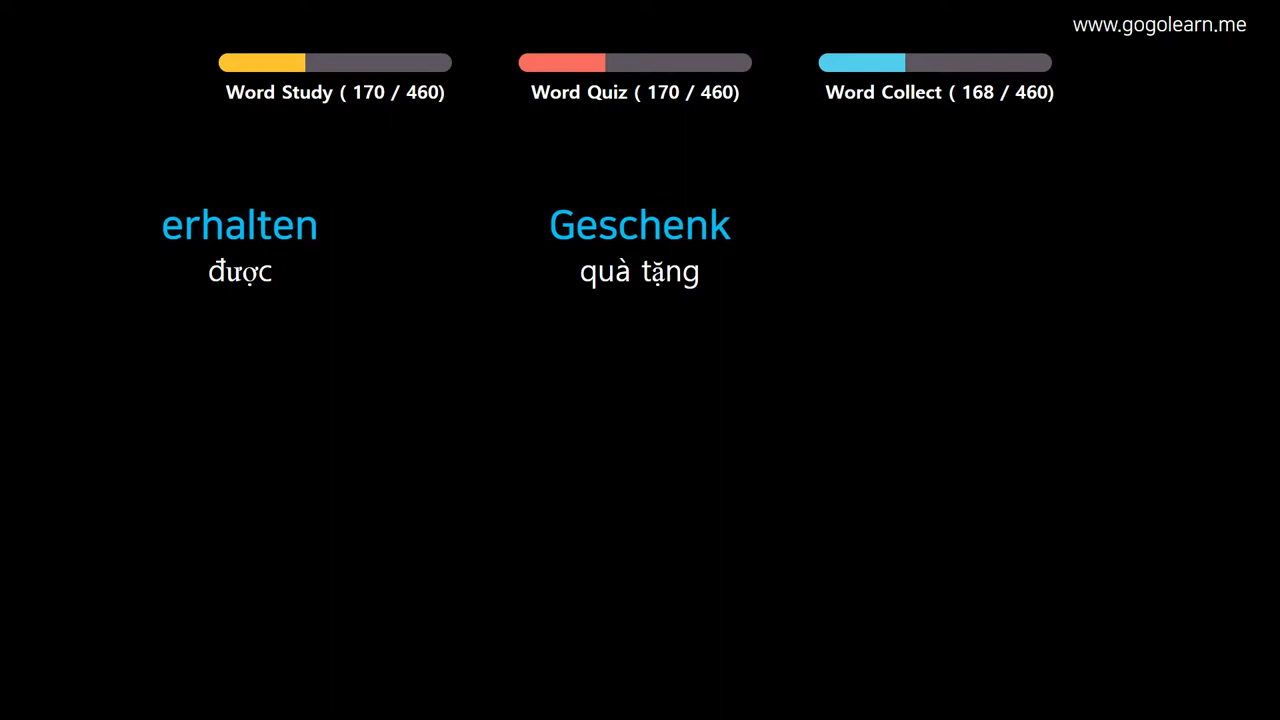 www.gogolearn.me
Word Study ( 170 / 460)
Word Quiz ( 170 / 460)
Word Collect ( 168 / 460)
erhalten
được
Geschenk
quà tặng